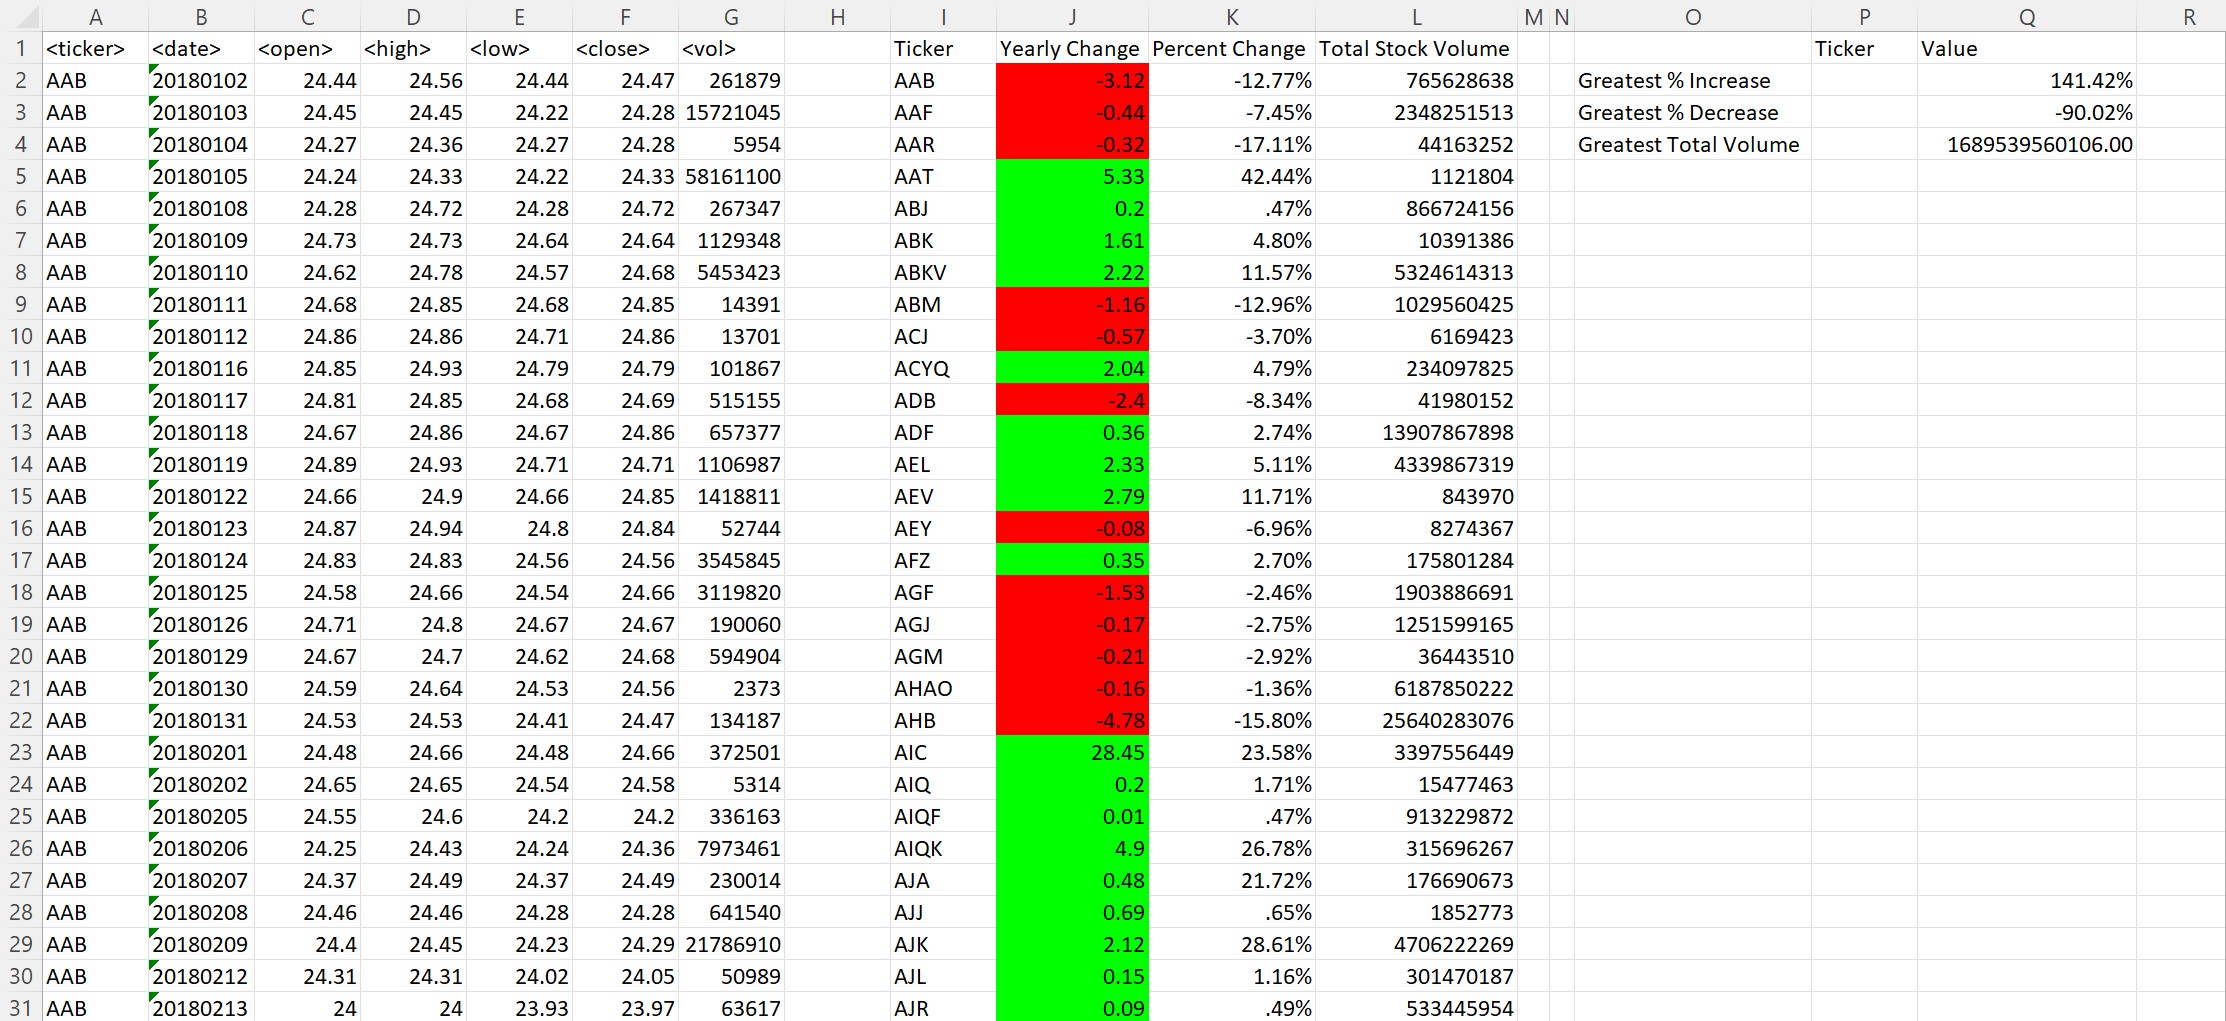 A B C D E F G H I J K L M N O P Q R
1 <ticker> <date> <open> <high> <low> <close> <vol> Ticker Yearly Change Percent Change Total Stock Volume Ticker Value
2 AAB 20180102 24.44 24.56 24.44 24.47 261879 AAB -3.12 -12.77% 765628638 Greatest % Increase 141.42%
3 AAB 20180103 24.45 24.45 24.22 24.28 15721045 AAF -0.44 -7.45% 2348251513 Greatest % Decrease -90.02%
4 AAB 20180104 24.27 24.36 24.27 24.28 5954 AAR -0.32 -17.11% 44163252 Greatest Total Volume 1689539560106.00
5 AAB 20180105 24.24 24.33 24.22 24.33 58161100 AAT 5.33 42.44% 1121804
6 AAB 20180108 24.28 24.72 24.28 24.72 267347 ABJ 0.2 .47% 866724156
7 AAB 20180109 24.73 24.73 24.64 24.64 1129348 ABK 1.61 4.80% 10391386
8 AAB 20180110 24.62 24.78 24.57 24.68 5453423 ABKV 2.22 11.57% 5324614313
9 AAB 20180111 24.68 24.85 24.68 24.85 14391 ABM -1.16 -12.96% 1029560425
10 AAB 20180112 24.86 24.86 24.71 24.86 13701 ACJ -0.57 -3.70% 6169423
11 AAB 20180116 24.85 24.93 24.79 24.79 101867 ACYQ 2.04 4.79% 234097825
12 AAB 20180117 24.81 24.85 24.68 24.69 515155 ADB -2.4 -8.34% 41980152
13 AAB 20180118 24.67 24.86 24.67 24.86 657377 ADF 0.36 2.74% 13907867898
14 AAB 20180119 24.89 24.93 24.71 24.71 1106987 AEL 2.33 5.11% 4339867319
15 AAB 20180122 24.66 24.9 24.66 24.85 1418811 AEV 2.79 11.71% 843970
16 AAB 20180123 24.87 24.94 24.8 24.84 52744 AEY -0.08 -6.96% 8274367
17 AAB 20180124 24.83 24.83 24.56 24.56 3545845 AFZ 0.35 2.70% 175801284
18 AAB 20180125 24.58 24.66 24.54 24.66 3119820 AGF -1.53 -2.46% 1903886691
19 AAB 20180126 24.71 24.8 24.67 24.67 190060 AGJ -0.17 -2.75% 1251599165
20 AAB 20180129 24.67 24.7 24.62 24.68 594904 AGM -0.21 -2.92% 36443510
21 AAB 20180130 24.59 24.64 24.53 24.56 2373 AHAO -0.16 -1.36% 6187850222
22 AAB 20180131 24.53 24.53 24.41 24.47 134187 AHB -4.78 -15.80% 25640283076
23 AAB 20180201 24.48 24.66 24.48 24.66 372501 AIC 28.45 23.58% 3397556449
24 AAB 20180202 24.65 24.65 24.54 24.58 5314 AIQ 0.2 1.71% 15477463
25 AAB 20180205 24.55 24.6 24.2 24.2 336163 AIQF 0.01 .47% 913229872
26 AAB 20180206 24.25 24.43 24.24 24.36 7973461 AIQK 4.9 26.78% 315696267
27 AAB 20180207 24.37 24.49 24.37 24.49 230014 AJA 0.48 21.72% 176690673
28 AAB 20180208 24.46 24.46 24.28 24.28 641540 AJJ 0.69 .65% 1852773
29 AAB 20180209 24.4 24.45 24.23 24.29 21786910 AJK 2.12 28.61% 4706222269
30 AAB 20180212 24.31 24.31 24.02 24.05 50989 AJL 0.15 1.16% 301470187
31 AAB 20180213 24 24 23.93 23.97 63617 AJR 0.09 .49% 533445954